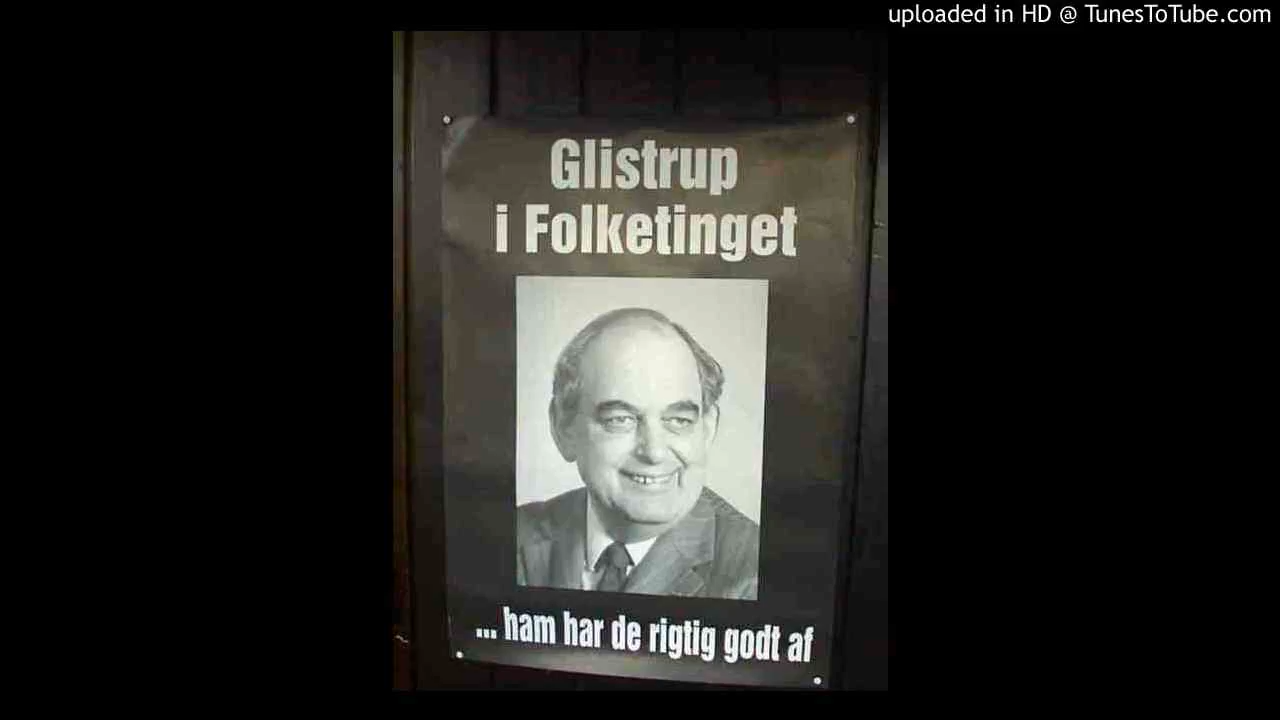 uploaded in HD @ TunesToTube.com
Glistrup
i Folketinget
... ham har de rigtig godt af